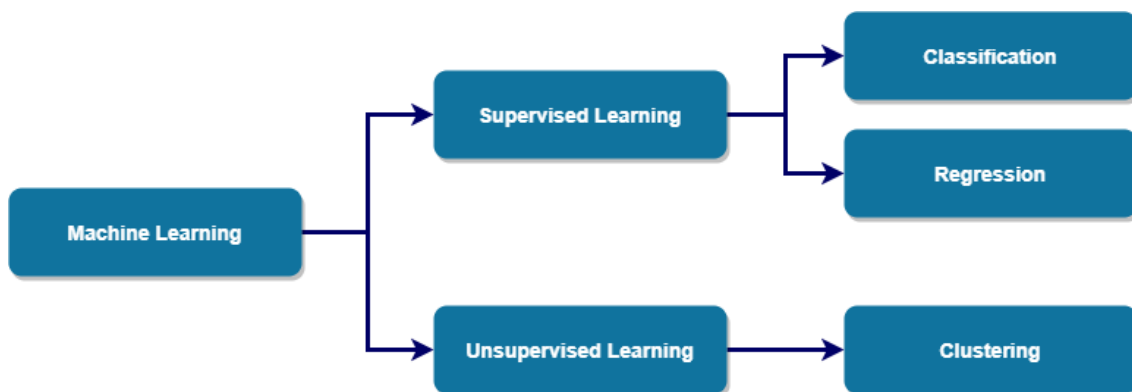 Classification
Supervised Learning
Regression
Machine Learning
Unsupervised Learning
Clustering